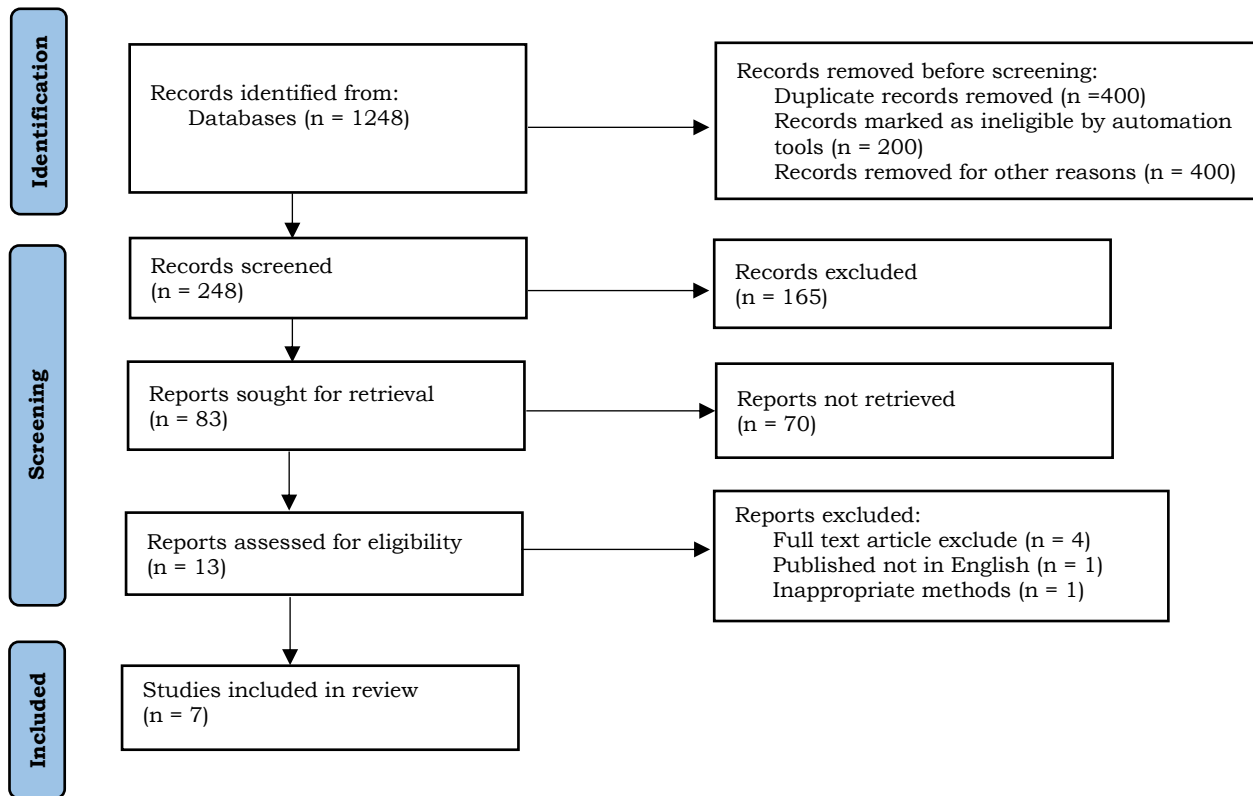 Identification
Records identified from:
Databases (n = 1248)
Records removed before screening:
Duplicate records removed (n =400)
Records marked as ineligible by automation
tools (n = 200)
Records removed for other reasons (n = 400)
Screening
Records screened
(n = 248)
Records excluded
(n = 165)
Reports sought for retrieval
(n = 83)
Reports not retrieved
(n = 70)
Reports assessed for eligibility
(n = 13)
Reports excluded:
Full text article exclude (n = 4)
Published not in English (n = 1)
Inappropriate methods (n = 1)
Included
Studies included in review
(n = 7)